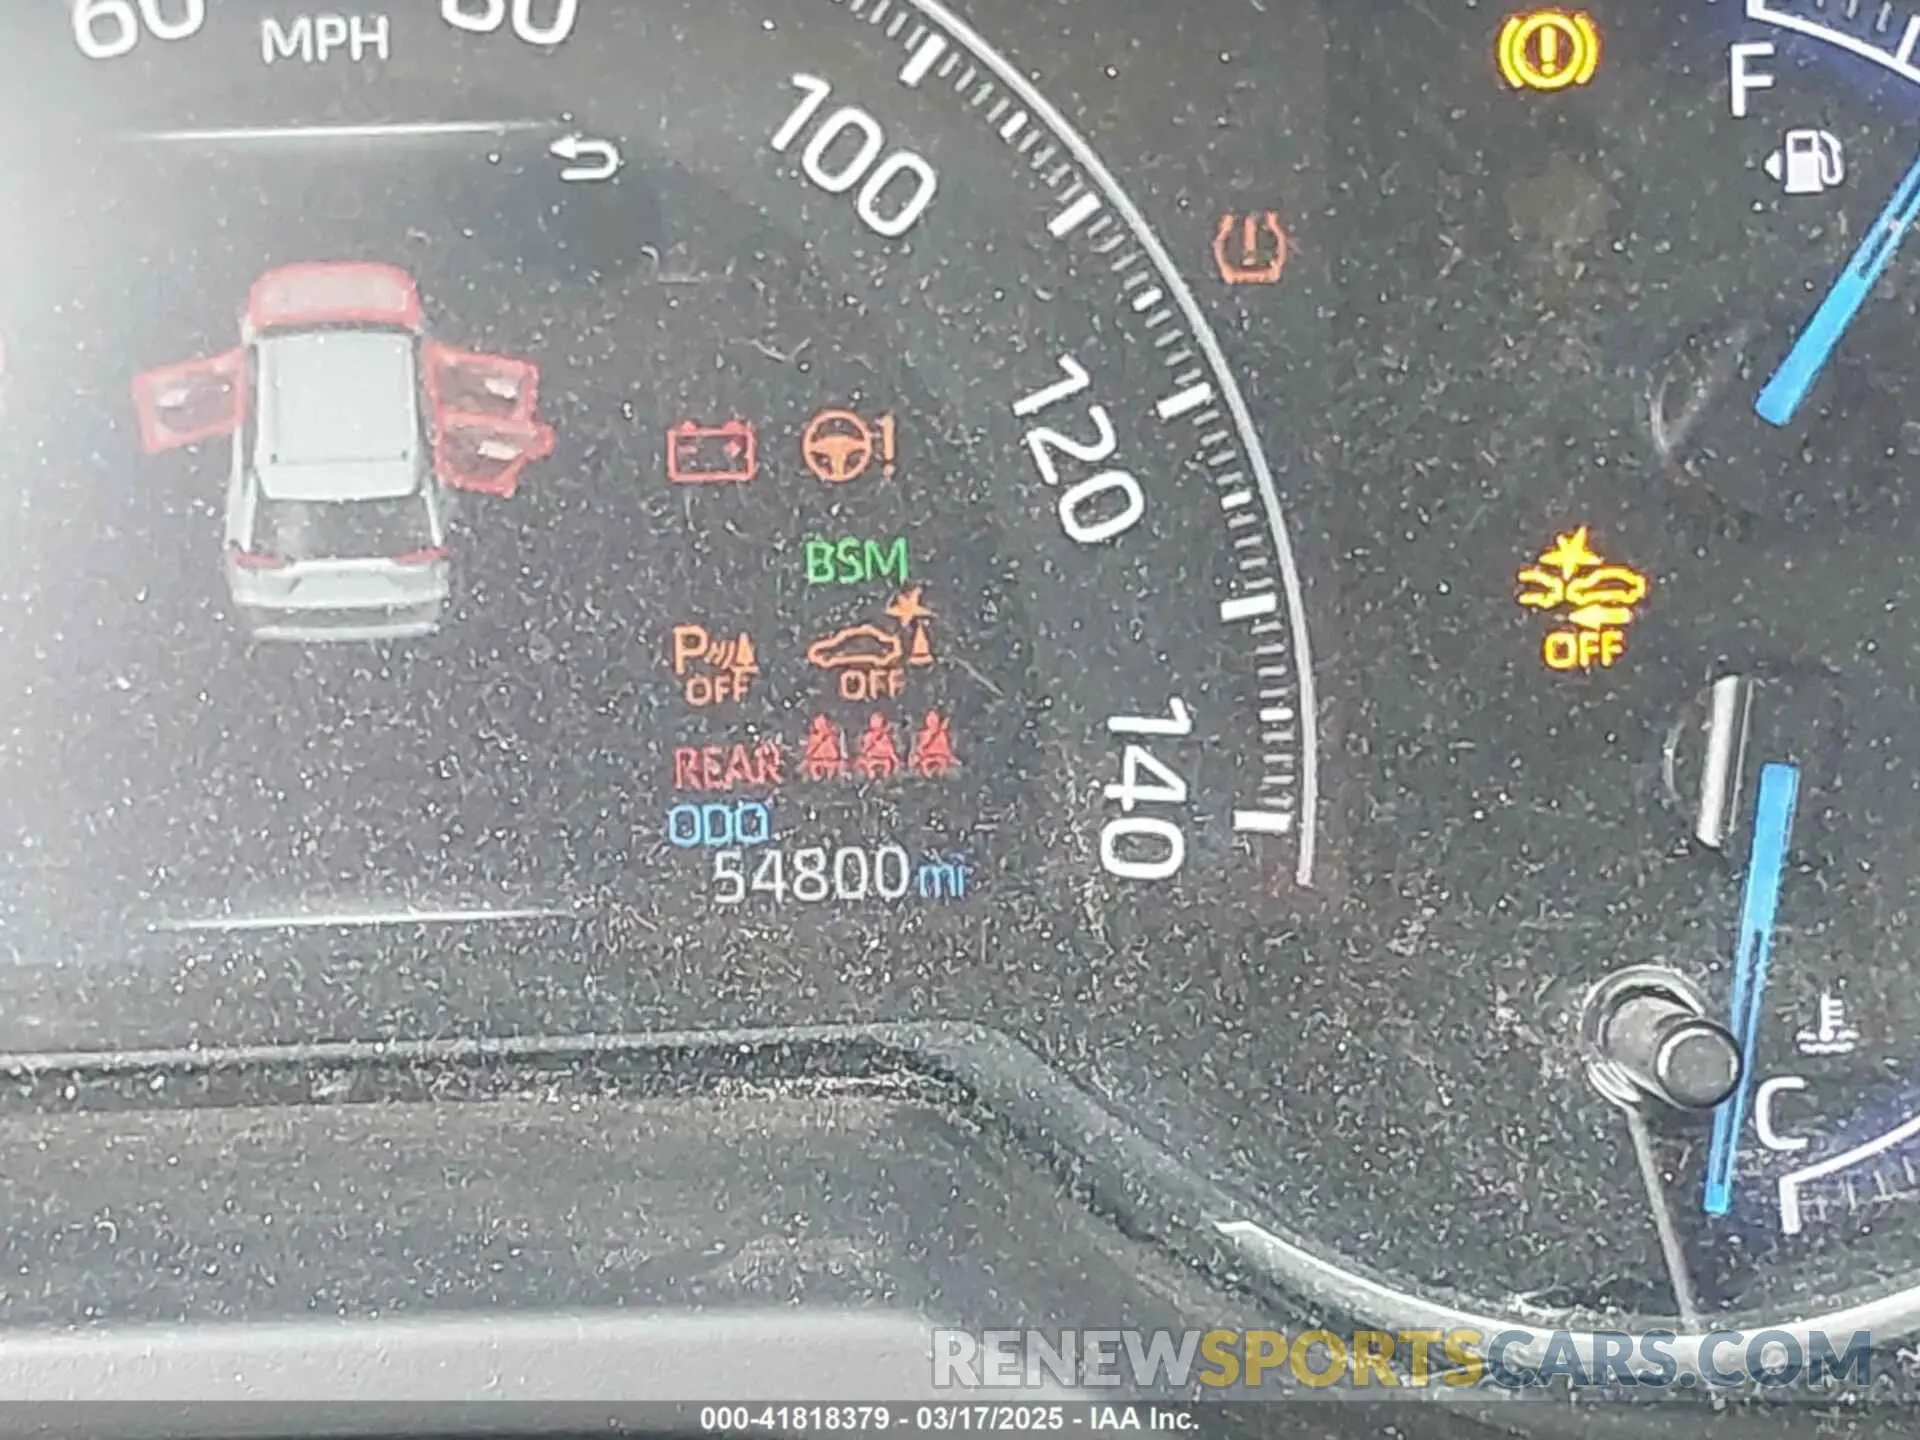 60 MPH 80
100
F
120
BSM
P OFF OFF
OFF
REAR
140
ODO
54800 mi
C
RENEWSPORTSCARS.COM
000-41818379 - 03/17/2025 - IAA Inc.